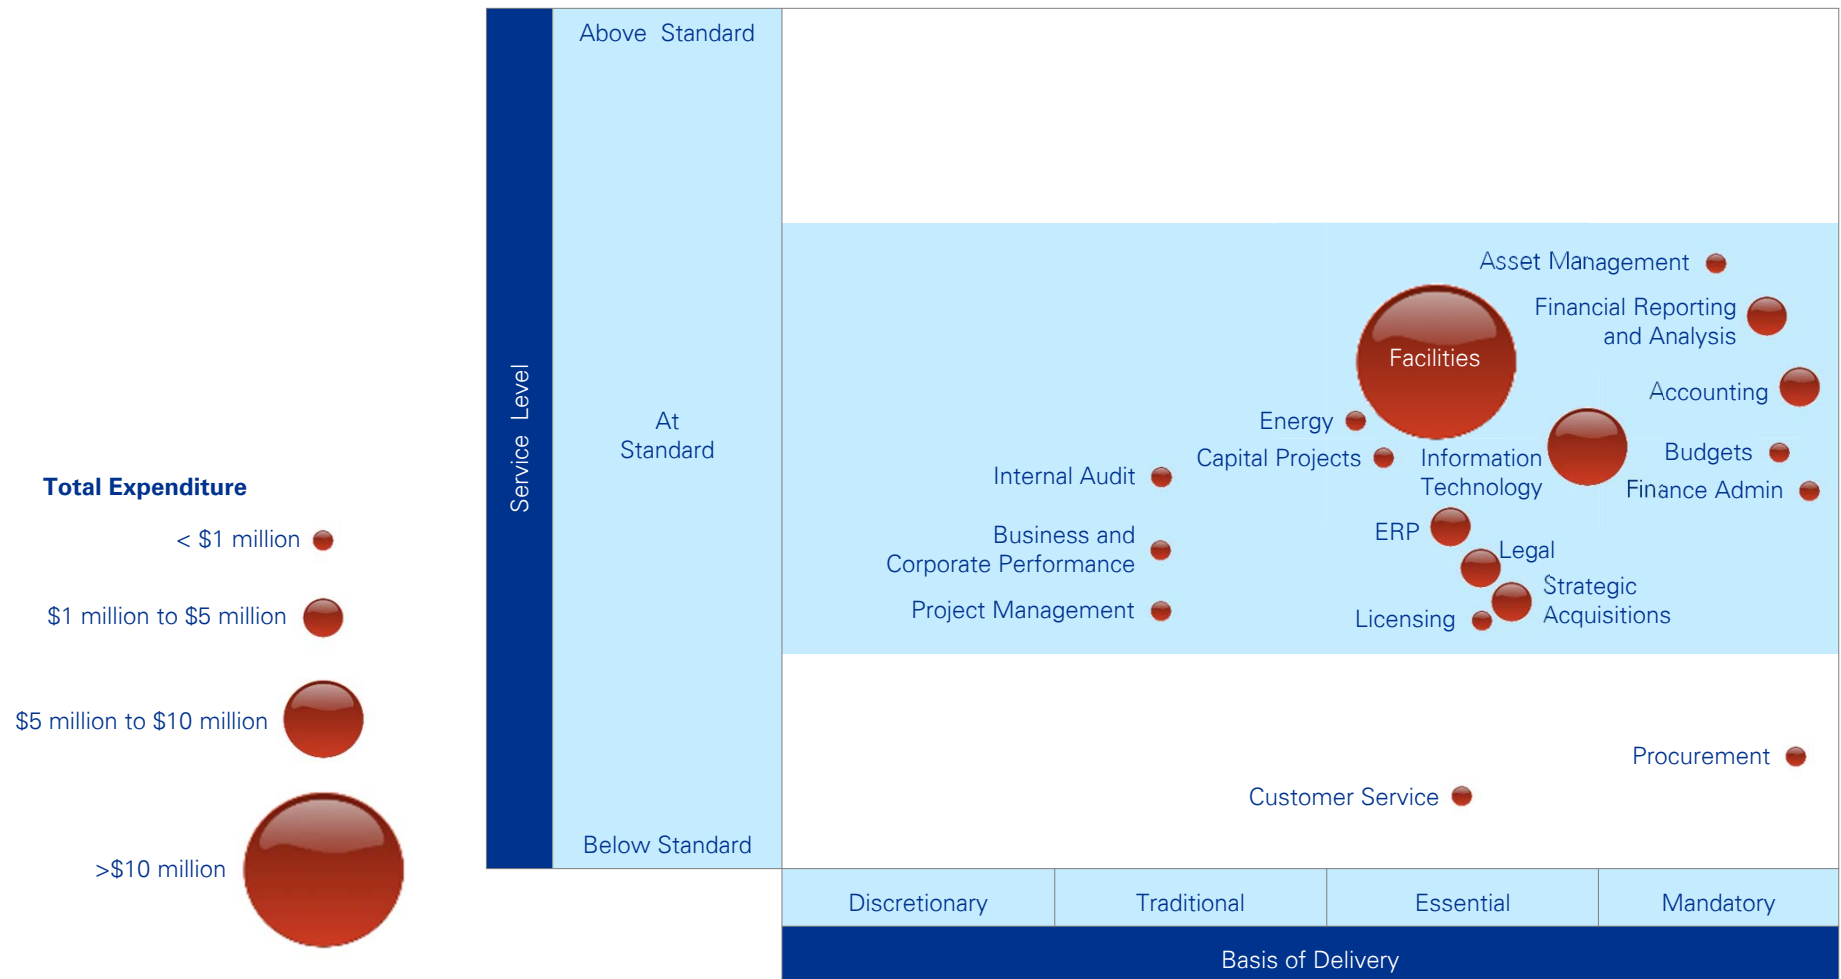 Total Expenditure
< $1 million
$1 million to $5 million
$5 million to $10 million
>$10 million
Service Level
Above Standard
At
Standard
Below Standard
Asset Management
Financial Reporting
and Analysis
Facilities
Accounting
Energy
Capital Projects
Information
Technology
Budgets
Finance Admin
Internal Audit
Business and
Corporate Performance
Project Management
ERP
Legal
Strategic
Acquisitions
Licensing
Procurement
Customer Service
Discretionary
Traditional
Essential
Mandatory
Basis of Delivery